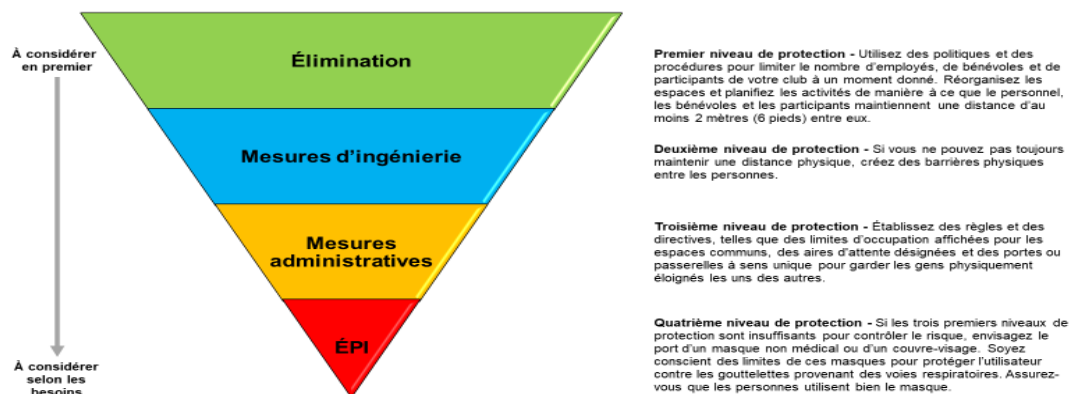 À considérer
en premier
Élimination
Mesures d'ingénierie
Mesures
administratives
ÉPI
À considérer
selon les
besoins
Premier niveau de protection - Utilisez des politiques et des
procédures pour limiter le nombre d'employés, de bénévoles et de
participants de votre club à un moment donné. Réorganisez les
espaces et planifiez les activités de manière à ce que le personnel,
les bénévoles et les participants maintiennent une distance d'au
moins 2 mètres (6 pieds) entre eux.
Deuxième niveau de protection - Si vous ne pouvez pas toujours
maintenir une distance physique, créez des barrières physiques
entre les personnes.
Troisième niveau de protection - Établissez des règles et des
directives, telles que des limites d'occupation affichées pour les
espaces communs, des aires d'attente désignées et des portes ou
passerelles à sens unique pour garder les gens physiquement
éloignés les uns des autres.
Quatrième niveau de protection - Si les trois premiers niveaux de
protection sont insuffisants pour contrôler le risque, envisagez le
port d'un masque non médical ou d'un couvre-visage. Soyez
conscient des limites de ces masques pour protéger l'utilisateur
contre les gouttelettes provenant des voies respiratoires. Assurez-
vous que les personnes utilisent bien le masque.